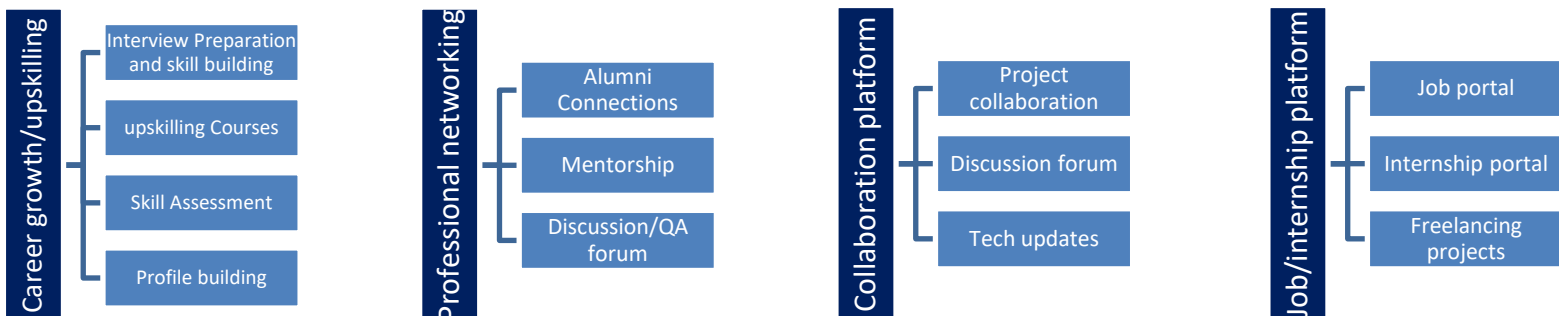 Career growth/upskilling
Interview Preparation
and skill building
upskilling Courses
Skill Assessment
Profile building
Professional networking
Alumni
Connections
Mentorship
Discussion/QA
forum
Collaboration platform
Project
collaboration
Discussion forum
Tech updates
Job/internship platform
Job portal
Internship portal
Freelancing
projects